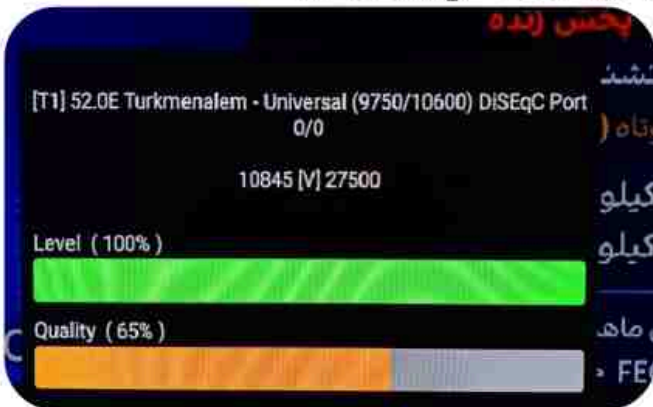 پخش زنده
[T1] 52.0E Turkmenalem - Universal (9750/10600) DiSEqC Port
0/0
10845 [V] 27500
Level ( 100% )
Quality ( 65% )
کیلو
کیلو
ماه
FEC